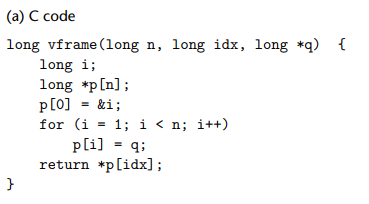 (a) C code
long vframe(long n, long idx, long *q) {
    long i;
    long *p[n];
    p[0] = &i;
    for (i = 1; i < n; i++)
        p[i] = q;
    return *p[idx];
}